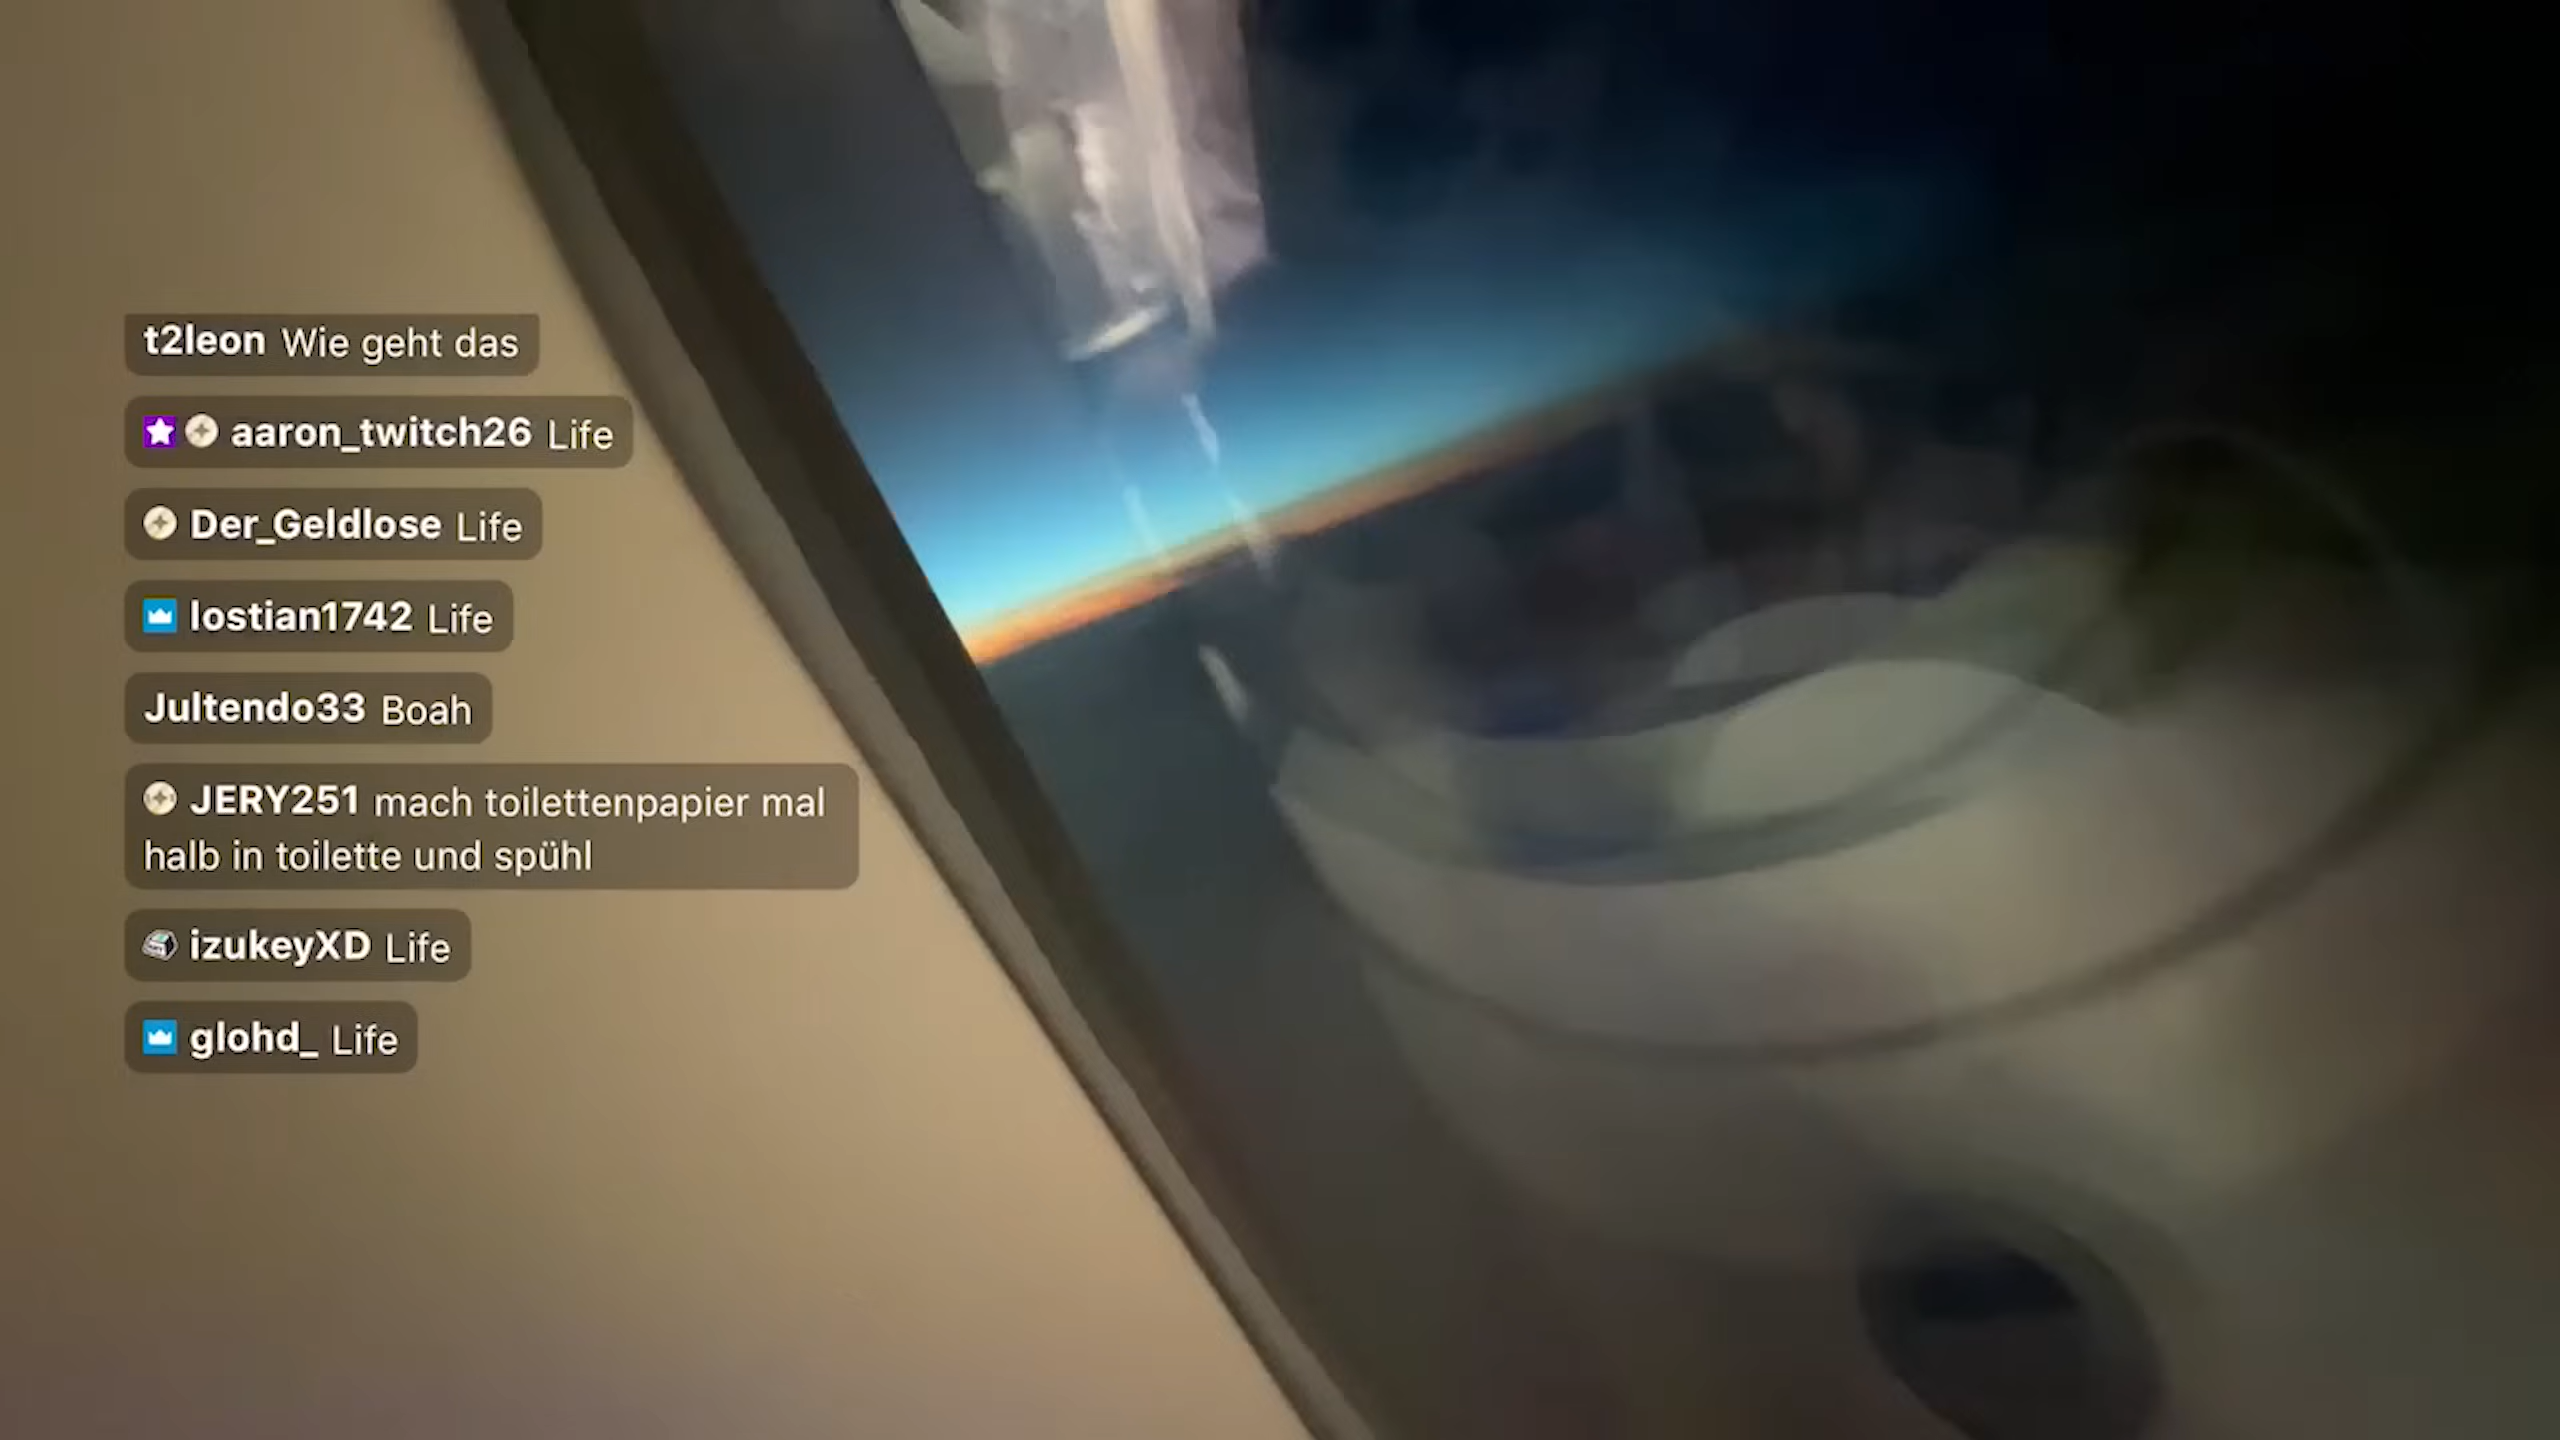 t2leon Wie geht das
aaron_twitch26 Life
Der_Geldlose Life
lostian1742 Life
Jultendo33 Boah
JERY251 mach toilettenpapier mal
halb in toilette und spühl
izukeyXD Life
glohd_ Life